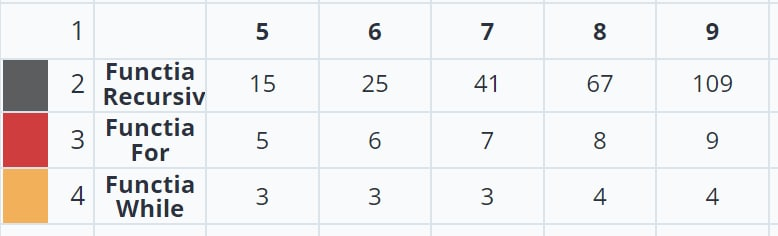 1 5 6 7 8 9
2 Functia Recursiv 15 25 41 67 109
3 Functia For 5 6 7 8 9
4 Functia While 3 3 3 4 4